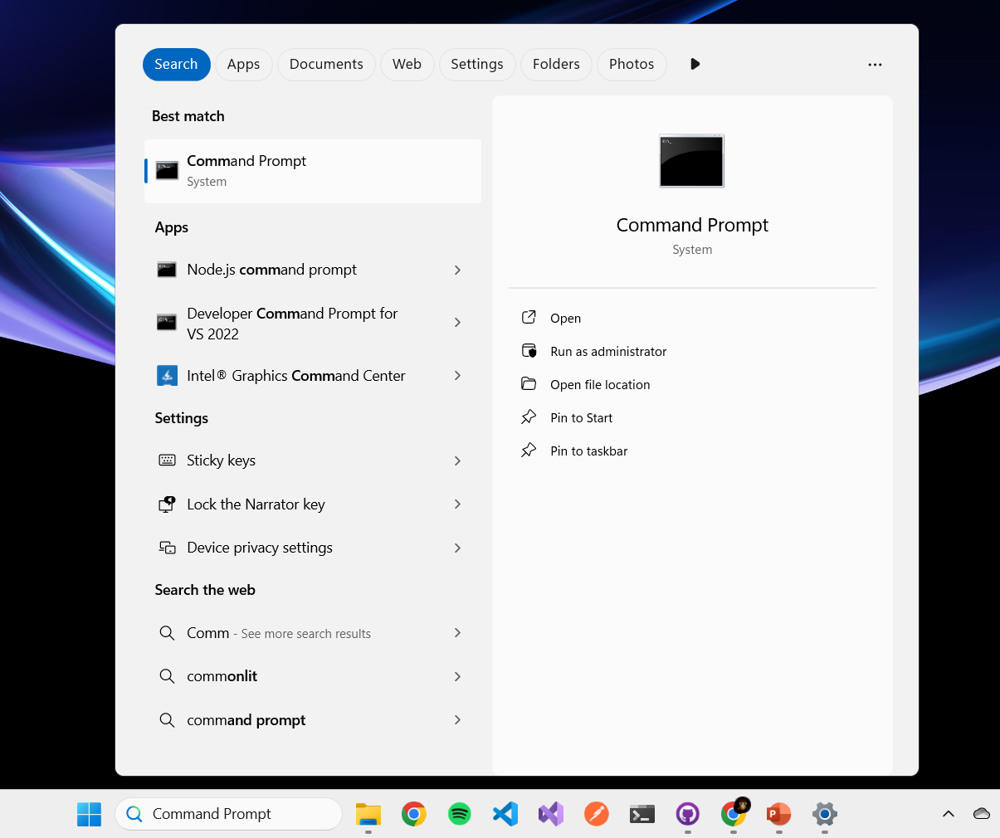 Search Apps Documents Web Settings Folders Photos
Best match
Command Prompt
System
Apps
Node.js command prompt
Developer Command Prompt for
VS 2022
Intel® Graphics Command Center
Settings
Sticky keys
Lock the Narrator key
Device privacy settings
Search the web
Comm - See more search results
commonlit
command prompt
Command Prompt
System
Open
Run as administrator
Open file location
Pin to Start
Pin to taskbar
Command Prompt